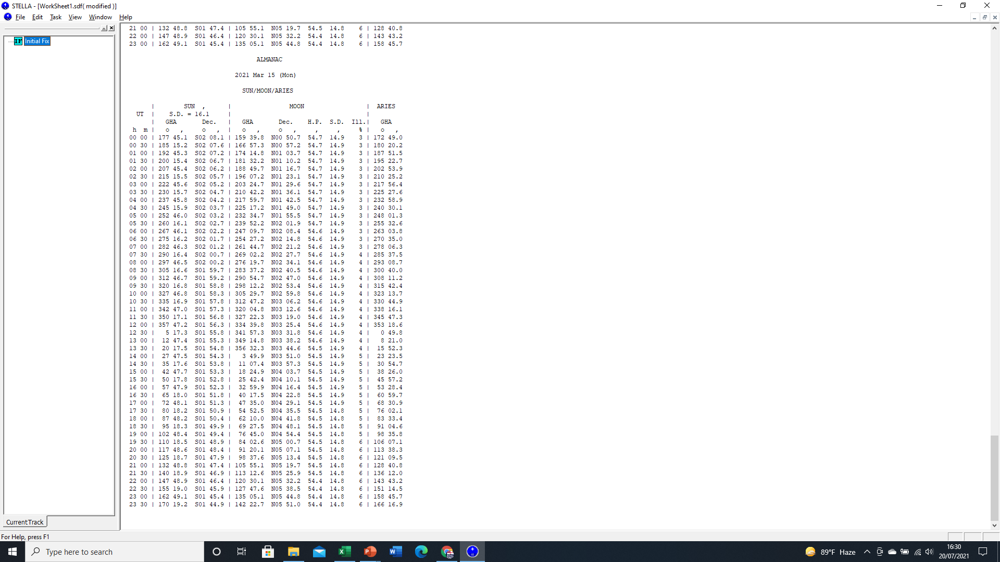 STELLA - [WorkSheet1.sdf( modified )]
File Edit Task View Window Help
IF Initial Fix
21 00 | 132 48.8 S01 47.4 | 105 55.1 N05 19.7 54.5 14.8 6 | 128 40.8
22 00 | 147 48.9 S01 46.4 | 120 30.1 N05 32.2 54.4 14.8 6 | 143 43.2
23 00 | 162 49.1 S01 45.4 | 135 05.1 N05 44.8 54.4 14.8 6 | 158 45.7
ALMANAC
2021 Mar 15 (Mon)
SUN/MOON/ARIES
| SUN , | MOON | ARIES
UT | S.D. = 16.1 | |
| GHA Dec. | GHA Dec. H.P. S.D. Ill.| GHA
h m | o , o , | o , o , , , % | o ,
00 00 | 177 45.1 S02 08.1 | 159 39.8 N00 50.7 54.7 14.9 3 | 172 49.0
00 30 | 185 15.2 S02 07.6 | 166 57.3 N00 57.2 54.7 14.9 3 | 180 20.2
01 00 | 192 45.3 S02 07.2 | 174 14.8 N01 03.7 54.7 14.9 3 | 187 51.5
01 30 | 200 15.4 S02 06.7 | 181 32.2 N01 10.2 54.7 14.9 3 | 195 22.7
02 00 | 207 45.4 S02 06.2 | 188 49.7 N01 16.7 54.7 14.9 3 | 202 53.9
02 30 | 215 15.5 S02 05.7 | 196 07.2 N01 23.1 54.7 14.9 3 | 210 25.2
03 00 | 222 45.6 S02 05.2 | 203 24.7 N01 29.6 54.7 14.9 3 | 217 56.4
03 30 | 230 15.7 S02 04.7 | 210 42.2 N01 36.1 54.7 14.9 3 | 225 27.6
04 00 | 237 45.8 S02 04.2 | 217 59.7 N01 42.5 54.7 14.9 3 | 232 58.9
04 30 | 245 15.9 S02 03.7 | 225 17.2 N01 49.0 54.7 14.9 3 | 240 30.1
05 00 | 252 46.0 S02 03.2 | 232 34.7 N01 55.5 54.7 14.9 3 | 248 01.3
05 30 | 260 16.1 S02 02.7 | 239 52.2 N02 01.9 54.7 14.9 3 | 255 32.6
06 00 | 267 46.1 S02 02.2 | 247 09.7 N02 08.4 54.6 14.9 3 | 263 03.8
06 30 | 275 16.2 S02 01.7 | 254 27.2 N02 14.8 54.6 14.9 3 | 270 35.0
07 00 | 282 46.3 S02 01.2 | 261 44.7 N02 21.2 54.6 14.9 3 | 278 06.3
07 30 | 290 16.4 S02 00.7 | 269 02.2 N02 27.7 54.6 14.9 4 | 285 37.5
08 00 | 297 46.5 S02 00.2 | 276 19.7 N02 34.1 54.6 14.9 4 | 293 08.7
08 30 | 305 16.6 S01 59.7 | 283 37.2 N02 40.5 54.6 14.9 4 | 300 40.0
09 00 | 312 46.7 S01 59.2 | 290 54.7 N02 47.0 54.6 14.9 4 | 308 11.2
09 30 | 320 16.8 S01 58.8 | 298 12.2 N02 53.4 54.6 14.9 4 | 315 42.4
10 00 | 327 46.8 S01 58.3 | 305 29.7 N02 59.8 54.6 14.9 4 | 323 13.7
10 30 | 335 16.9 S01 57.8 | 312 47.2 N03 06.2 54.6 14.9 4 | 330 44.9
11 00 | 342 47.0 S01 57.3 | 320 04.8 N03 12.6 54.6 14.9 4 | 338 16.1
11 30 | 350 17.1 S01 56.8 | 327 22.3 N03 19.0 54.6 14.9 4 | 345 47.3
12 00 | 357 47.2 S01 56.3 | 334 39.8 N03 25.4 54.6 14.9 4 | 353 18.6
12 30 | 5 17.3 S01 55.8 | 341 57.3 N03 31.8 54.6 14.9 4 | 0 49.8
13 00 | 12 47.4 S01 55.3 | 349 14.8 N03 38.2 54.6 14.9 4 | 8 21.0
13 30 | 20 17.5 S01 54.8 | 356 32.3 N03 44.6 54.5 14.9 4 | 15 52.3
14 00 | 27 47.5 S01 54.3 | 3 49.9 N03 51.0 54.5 14.9 5 | 23 23.5
14 30 | 35 17.6 S01 53.8 | 11 07.4 N03 57.3 54.5 14.9 5 | 30 54.7
15 00 | 42 47.7 S01 53.3 | 18 24.9 N04 03.7 54.5 14.9 5 | 38 26.0
15 30 | 50 17.8 S01 52.8 | 25 42.4 N04 10.1 54.5 14.9 5 | 45 57.2
16 00 | 57 47.9 S01 52.3 | 32 59.9 N04 16.4 54.5 14.9 5 | 53 28.4
16 30 | 65 18.0 S01 51.8 | 40 17.5 N04 22.8 54.5 14.9 5 | 60 59.7
17 00 | 72 48.1 S01 51.3 | 47 35.0 N04 29.1 54.5 14.9 5 | 68 30.9
17 30 | 80 18.2 S01 50.9 | 54 52.5 N04 35.5 54.5 14.8 5 | 76 02.1
18 00 | 87 48.2 S01 50.4 | 62 10.0 N04 41.8 54.5 14.8 5 | 83 33.4
18 30 | 95 18.3 S01 49.9 | 69 27.5 N04 48.1 54.5 14.8 5 | 91 04.6
19 00 | 102 48.4 S01 49.4 | 76 45.0 N04 54.4 54.5 14.8 5 | 98 35.8
19 30 | 110 18.5 S01 48.9 | 84 02.6 N05 00.7 54.5 14.8 6 | 106 07.1
20 00 | 117 48.6 S01 48.4 | 91 20.1 N05 07.1 54.5 14.8 6 | 113 38.3
20 30 | 125 18.7 S01 47.9 | 98 37.6 N05 13.4 54.5 14.8 6 | 121 09.5
21 00 | 132 48.8 S01 47.4 | 105 55.1 N05 19.7 54.5 14.8 6 | 128 40.8
21 30 | 140 18.9 S01 46.9 | 113 12.6 N05 25.9 54.5 14.8 6 | 136 12.0
22 00 | 147 48.9 S01 46.4 | 120 30.1 N05 32.2 54.4 14.8 6 | 143 43.2
22 30 | 155 19.0 S01 45.9 | 127 47.6 N05 38.5 54.4 14.8 6 | 151 14.5
23 00 | 162 49.1 S01 45.4 | 135 05.1 N05 44.8 54.4 14.8 6 | 158 45.7
23 30 | 170 19.2 S01 44.9 | 142 22.7 N05 51.0 54.4 14.8 6 | 166 16.9
CurrentTrack
For Help, press F1
Type here to search
89°F Haze
16:30
20/07/2021